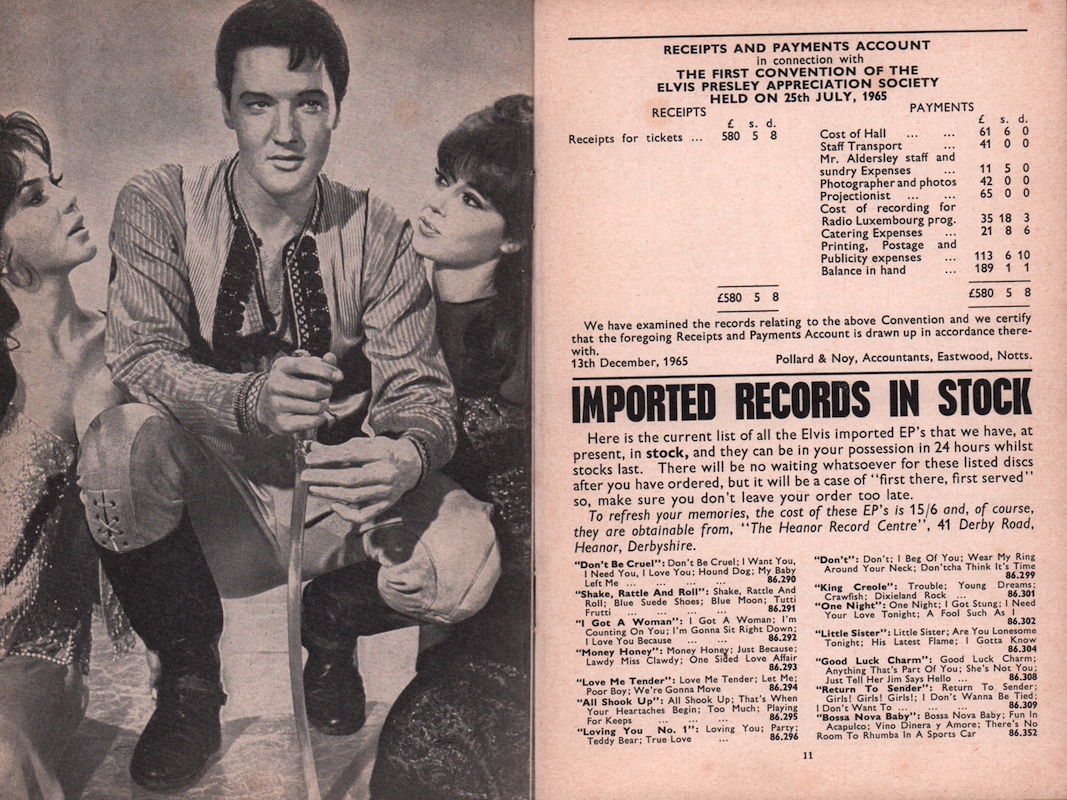 RECEIPTS AND PAYMENTS ACCOUNT
in connection with
THE FIRST CONVENTION OF THE
ELVIS PRESLEY APPRECIATION SOCIETY
HELD ON 25th JULY, 1965
RECEIPTS
£ s. d.
Receipts for tickets ... 580 5 8
£580 5 8
PAYMENTS
£ s. d.
Cost of Hall ... ... 61 6 0
Staff Transport ... 41 0 0
Mr. Aldersley staff and
sundry Expenses ... 11 5 0
Photographer and photos 42 0 0
Projectionist ... ... 65 0 0
Cost of recording for
Radio Luxembourg prog. 35 18 3
Catering Expenses ... 21 8 6
Printing, Postage and
Publicity expenses ... 113 6 10
Balance in hand ... 189 1 1
£580 5 8
We have examined the records relating to the above Convention and we certify
that the foregoing Receipts and Payments Account is drawn up in accordance there-
with.
13th December, 1965 Pollard & Noy, Accountants, Eastwood, Notts.
IMPORTED RECORDS IN STOCK
Here is the current list of all the Elvis imported EP's that we have, at
present, in stock, and they can be in your possession in 24 hours whilst
stocks last. There will be no waiting whatsoever for these listed discs
after you have ordered, but it will be a case of "first there, first served"
so, make sure you don't leave your order too late.
To refresh your memories, the cost of these EP's is 15/6 and, of course,
they are obtainable from, "The Heanor Record Centre", 41 Derby Road,
Heanor, Derbyshire.
"Don't Be Cruel": Don't Be Cruel; I Want You,
I Need You, I Love You; Hound Dog; My Baby
Left Me ... ... ... ... 86.290
"Shake, Rattle And Roll": Shake, Rattle And
Roll; Blue Suede Shoes; Blue Moon; Tutti
Frutti ... ... ... ... 86.291
"I Got A Woman": I Got A Woman; I'm
Counting On You; I'm Gonna Sit Right Down;
I Love You Because ... ... ... 86.292
"Money Honey": Money Honey; Just Because;
Lawdy Miss Clawdy; One Sided Love Affair
86.293
"Love Me Tender": Love Me Tender; Let Me;
Poor Boy; We're Gonna Move ... 86.294
"All Shook Up": All Shook Up; That's When
Your Heartaches Begin; Too Much; Playing
For Keeps ... ... ... 86.295
"Loving You No. 1": Loving You; Party;
Teddy Bear; True Love ... ... 86.296
"Don't": Don't; I Beg Of You; Wear My Ring
Around Your Neck; Don'tcha Think It's Time
86.299
"King Creole": Trouble; Young Dreams;
Crawfish; Dixieland Rock ... ... 86.301
"One Night": One Night; I Got Stung; I Need
Your Love Tonight; A Fool Such As I
86.302
"Little Sister": Little Sister; Are You Lonesome
Tonight; His Latest Flame; I Gotta Know
86.304
"Good Luck Charm": Good Luck Charm;
Anything That's Part Of You; She's Not You;
Just Tell Her Jim Says Hello ... 86.308
"Return To Sender": Return To Sender;
Girls! Girls! Girls!; I Don't Wanna Be Tied;
I Don't Want To ... ... ... 86.309
"Bossa Nova Baby": Bossa Nova Baby; Fun In
Acapulco; Vino Dinera y Amore; There's No
Room To Rhumba In A Sports Car 86.352
11